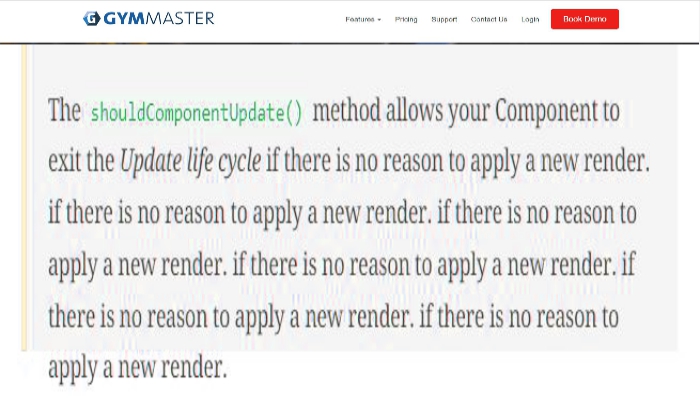 GYMMASTER
Features Pricing Support Contact Us Login Book Demo
The shouldComponentUpdate() method allows your Component to
exit the Update life cycle if there is no reason to apply a new render.
if there is no reason to apply a new render. if there is no reason to
apply a new render. if there is no reason to apply a new render. if
there is no reason to apply a new render. if there is no reason to
apply a new render.